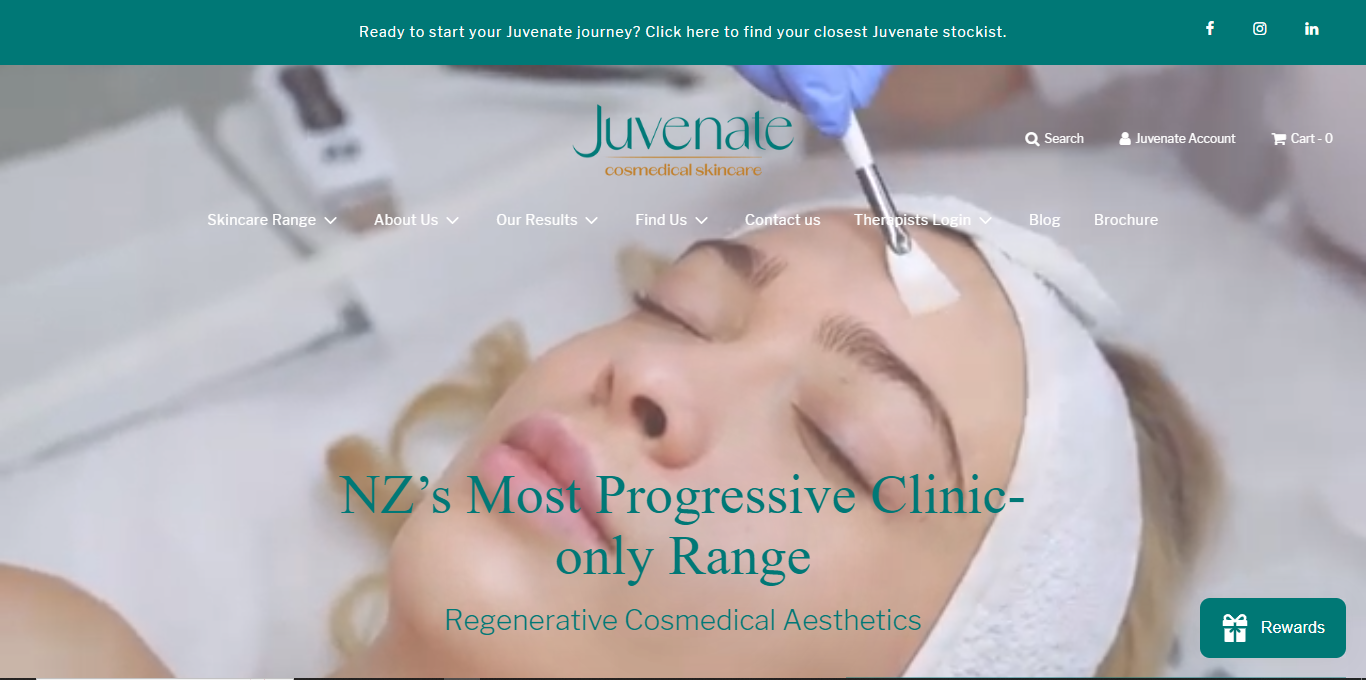 Ready to start your Juvenate journey? Click here to find your closest Juvenate stockist.
Juvenate
cosmedical skincare
Search
Juvenate Account
Cart - 0
Skincare Range
About Us
Our Results
Find Us
Contact us
Therapists Login
Blog
Brochure
NZ’s Most Progressive Clinic-
only Range
Regenerative Cosmedical Aesthetics
Rewards